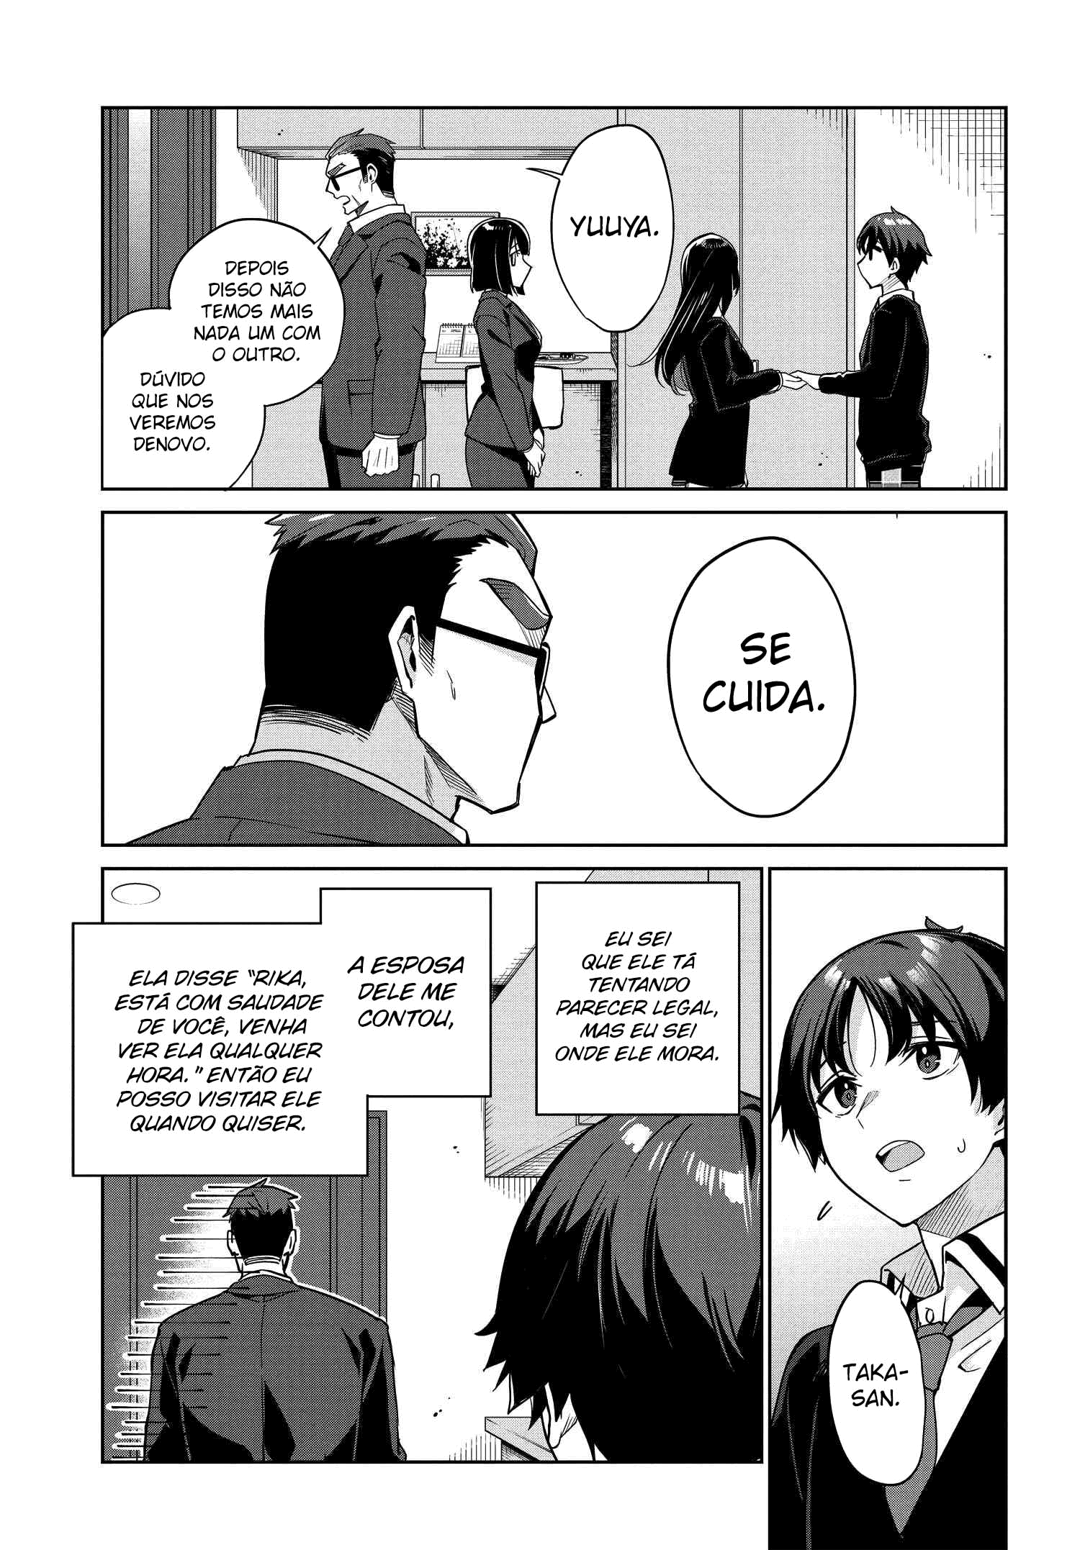 YUUYA.
DEPOIS
DISSO NÃO
TEMOS MAIS
NADA UM COM
O OUTRO.
DÚVIDO
QUE NOS
VEREMOS
DENOVO.
SE
CUIDA.
TAKA-
SAN.
EU SEI
QUE ELE TÁ
TENTANDO
PARECER LEGAL,
MAS EU SEI
ONDE ELE MORA.
A ESPOSA
DELE ME
CONTOU,
ELA DISSE "RIKA,
ESTÁ COM SAUDADE
DE VOCÊ, VENHA
VER ELA QUALQUER
HORA." ENTÃO EU
POSSO VISITAR ELE
QUANDO QUISER.